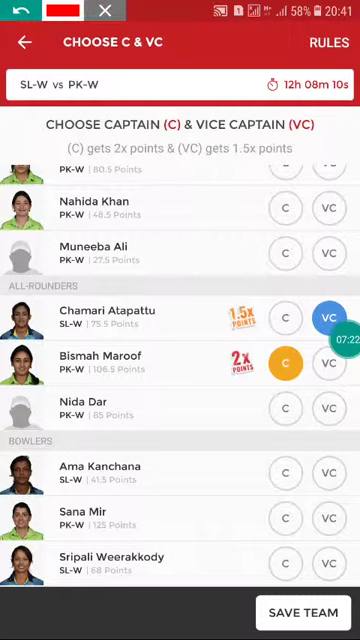 58% 20:41
CHOOSE C & VC
RULES
SL-W vs PK-W
12h 08m 10s
CHOOSE CAPTAIN (C) & VICE CAPTAIN (VC)
(C) gets 2x points & (VC) gets 1.5x points
PK-W | 80.5 Points
C VC
Nahida Khan
PK-W | 48.5 Points
C VC
Muneeba Ali
PK-W | 27.5 Points
C VC
ALL-ROUNDERS
Chamari Atapattu
SL-W | 75.5 Points
1.5x POINTS
C VC
07:22
Bismah Maroof
PK-W | 106.5 Points
2x POINTS
C VC
Nida Dar
PK-W | 85 Points
C VC
BOWLERS
Ama Kanchana
SL-W | 41.5 Points
C VC
Sana Mir
PK-W | 125 Points
C VC
Sripali Weerakkody
SL-W | 68 Points
C VC
SAVE TEAM